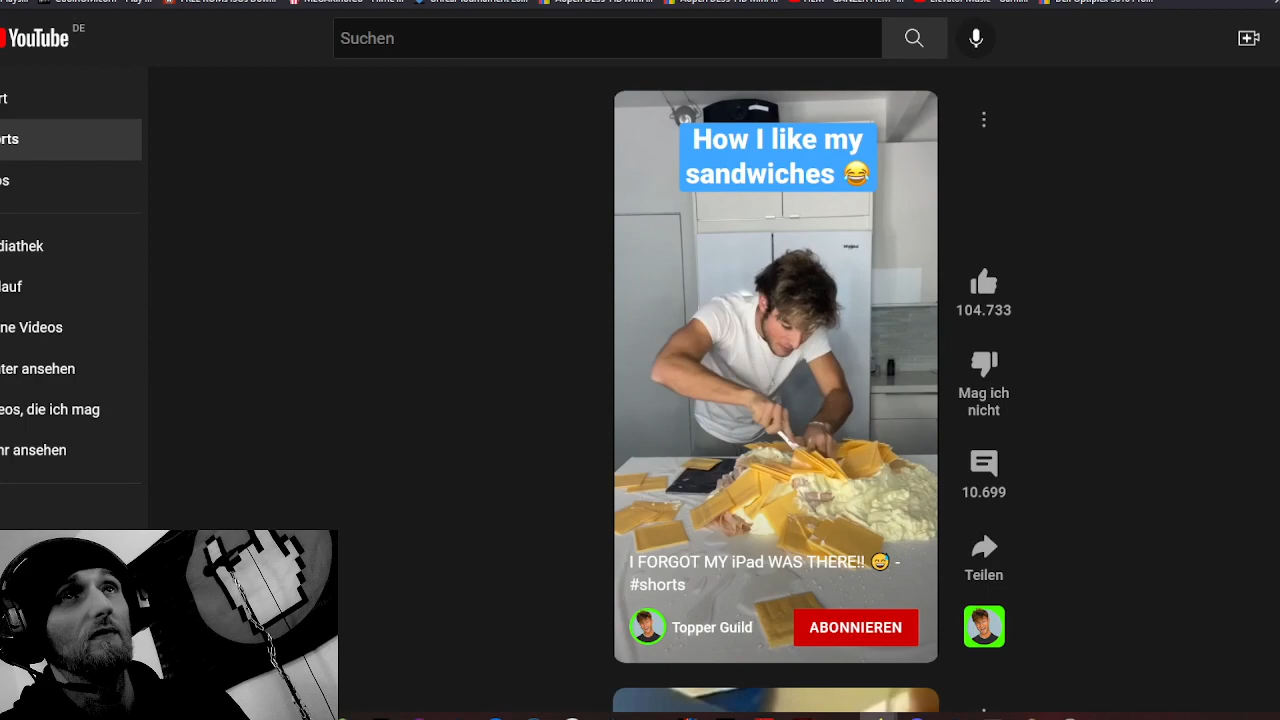 YouTube DE
Suchen
rt
rts
os
diathek
lauf
ne Videos
ter ansehen
eos, die ich mag
hr ansehen
How I like my
sandwiches 😂
104.733
Mag ich
nicht
10.699
Teilen
I FORGOT MY iPad WAS THERE!! 😅 -
#shorts
Topper Guild
ABONNIEREN